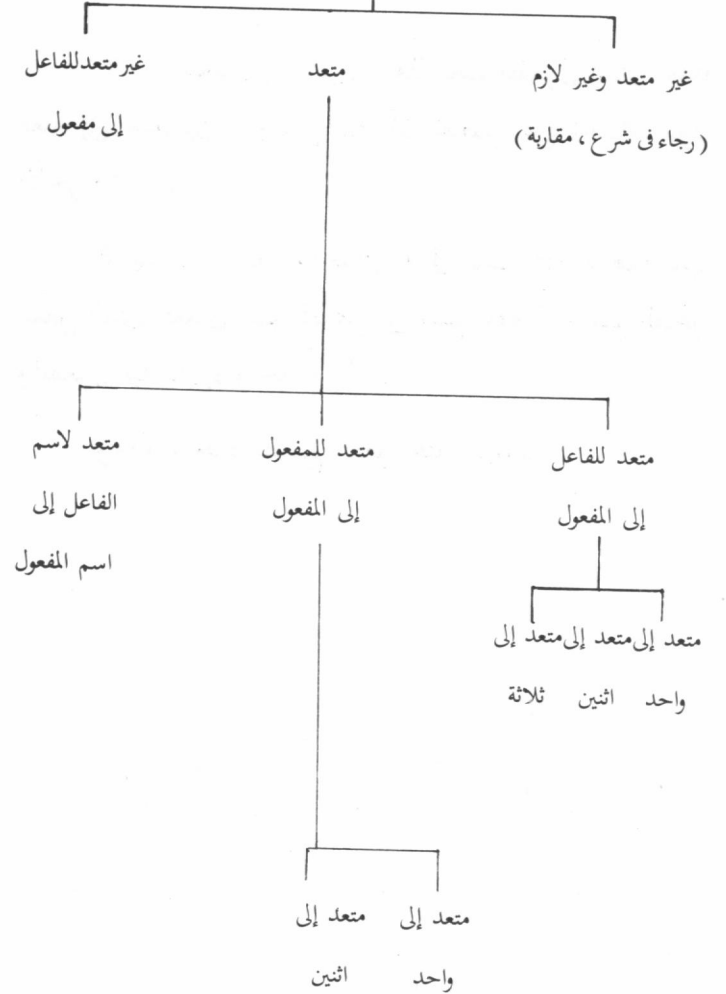 غير متعد وغير لازم
(رجاء فى شرع ، مقاربة)
متعد
غير متعد للفاعل
إلى مفعول
متعد للفاعل
إلى المفعول
متعد للمفعول
إلى المفعول
متعد لاسم
الفاعل إلى
اسم المفعول
متعد إلى متعد إلى متعد إلى
واحد اثنين ثلاثة
متعد إلى متعد إلى
واحد اثنين